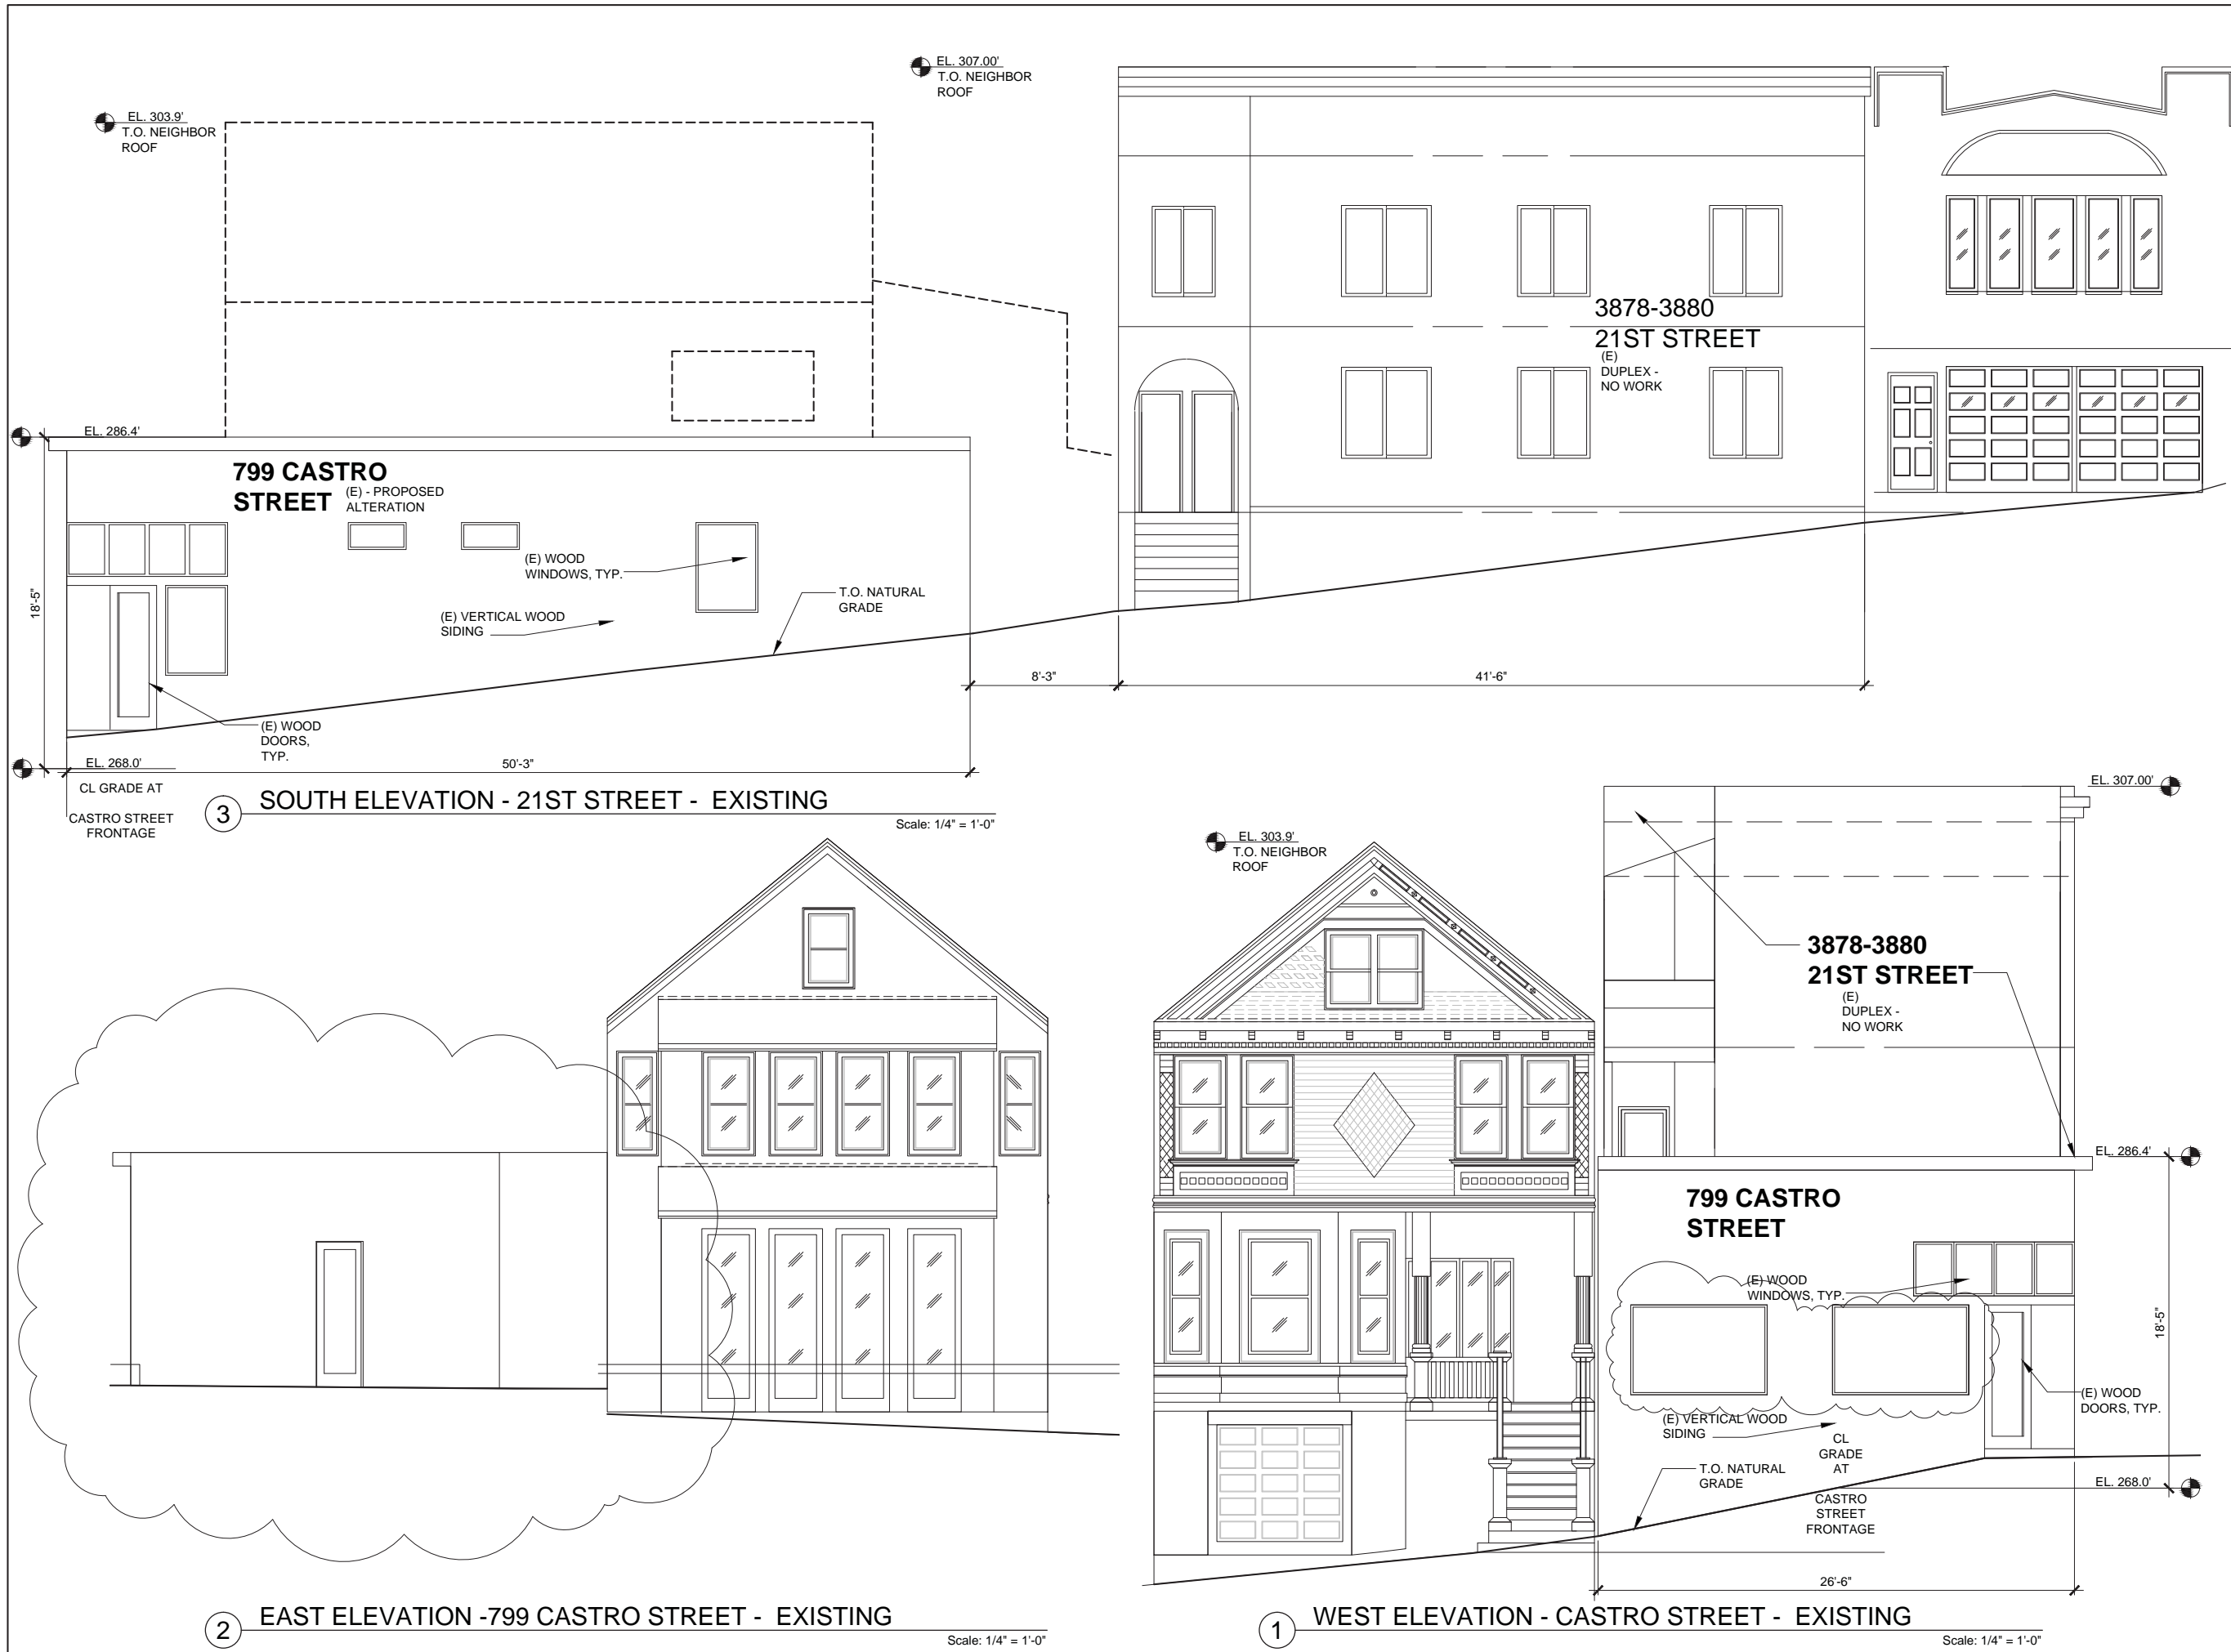 EL. 307.00'
T.O. NEIGHBOR
ROOF
EL. 303.9'
T.O. NEIGHBOR
ROOF
3878-3880
21ST STREET
(E)
DUPLEX -
NO WORK
EL. 286.4'
799 CASTRO
STREET
(E) - PROPOSED
ALTERATION
(E) WOOD
WINDOWS, TYP.
(E) VERTICAL WOOD
SIDING
T.O. NATURAL
GRADE
18'-5"
8'-3"
41'-6"
(E) WOOD
DOORS,
TYP.
EL. 268.0'
50'-3"
CL GRADE AT
CASTRO STREET
FRONTAGE
3
SOUTH ELEVATION - 21ST STREET - EXISTING
Scale: 1/4" = 1'-0"
EL. 307.00'
EL. 303.9'
T.O. NEIGHBOR
ROOF
3878-3880
21ST STREET
(E)
DUPLEX -
NO WORK
EL. 286.4'
799 CASTRO
STREET
(E) WOOD
WINDOWS, TYP.
18'-5"
(E) WOOD
DOORS, TYP.
(E) VERTICAL WOOD
SIDING
CL
GRADE
AT
CASTRO
STREET
FRONTAGE
T.O. NATURAL
GRADE
EL. 268.0'
26'-6"
2
EAST ELEVATION -799 CASTRO STREET - EXISTING
Scale: 1/4" = 1'-0"
1
WEST ELEVATION - CASTRO STREET - EXISTING
Scale: 1/4" = 1'-0"